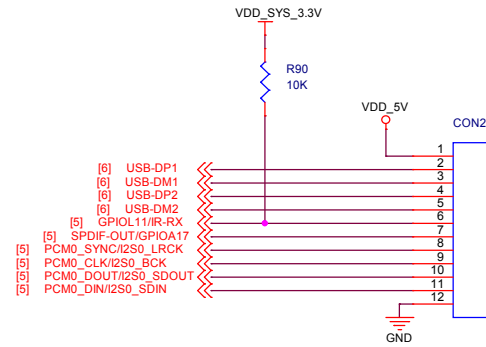 VDD_SYS_3.3V
R90
10K
VDD_5V
CON2
1
[6] USB-DP1 2
[6] USB-DM1 3
[6] USB-DP2 4
[6] USB-DM2 5
[5] GPIOL11/IR-RX 6
[5] SPDIF-OUT/GPIOA17 7
[5] PCM0_SYNC/I2S0_LRCK 8
[5] PCM0_CLK/I2S0_BCK 9
[5] PCM0_DOUT/I2S0_SDOUT 10
[5] PCM0_DIN/I2S0_SDIN 11
12
GND